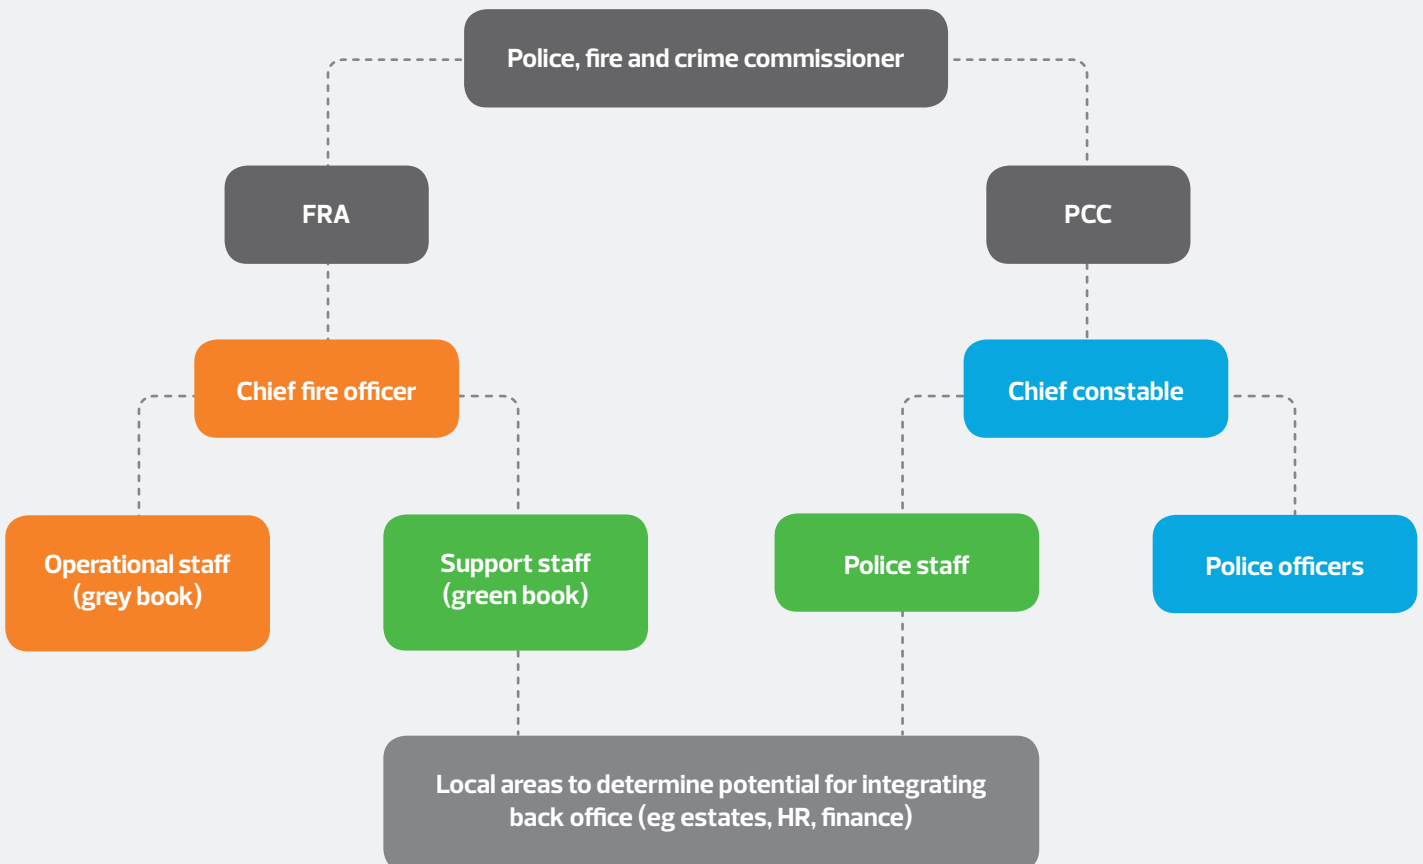 Police, fire and crime commissioner
FRA
PCC
Chief fire officer
Chief constable
Operational staff
(grey book)
Support staff
(green book)
Police staff
Police officers
Local areas to determine potential for integrating
back office (eg estates, HR, finance)